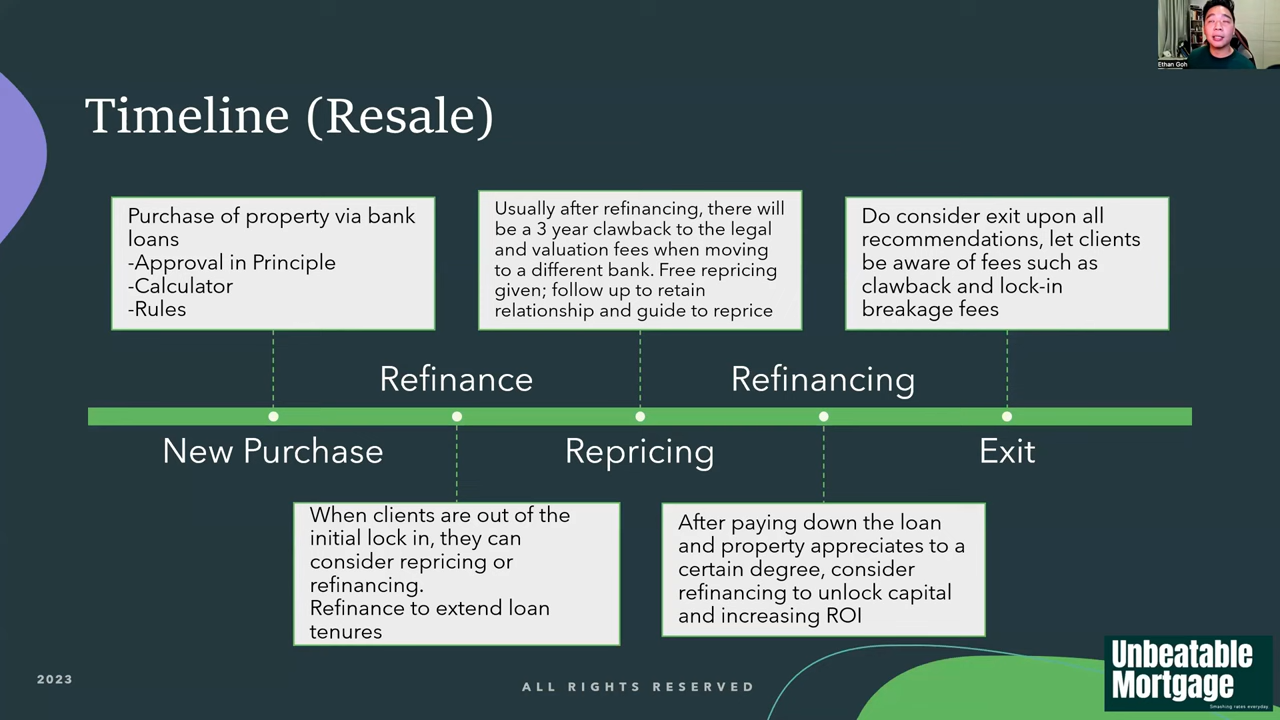 Ethan Goh
Timeline (Resale)
Purchase of property via bank
loans
-Approval in Principle
-Calculator
-Rules
Usually after refinancing, there will
be a 3 year clawback to the legal
and valuation fees when moving
to a different bank. Free repricing
given; follow up to retain
relationship and guide to reprice
Do consider exit upon all
recommendations, let clients
be aware of fees such as
clawback and lock-in
breakage fees
Refinance
Refinancing
New Purchase
Repricing
Exit
When clients are out of the
initial lock in, they can
consider repricing or
refinancing.
Refinance to extend loan
tenures
After paying down the loan
and property appreciates to a
certain degree, consider
refinancing to unlock capital
and increasing ROI
2023
ALL RIGHTS RESERVED
Unbeatable
Mortgage
Smashing rates everyday.